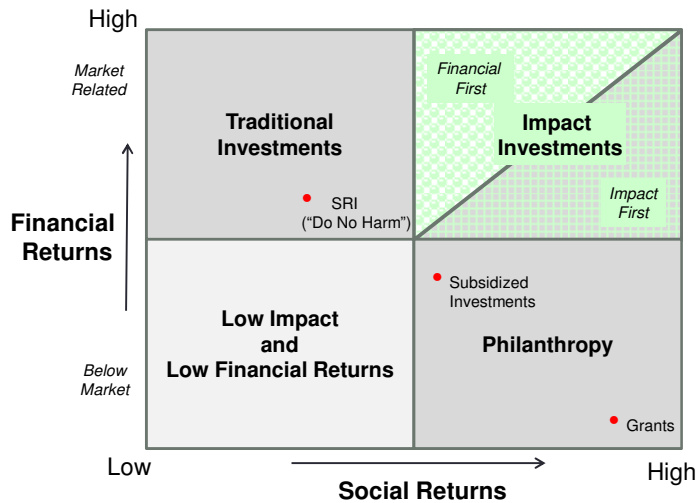 High
Market
Related
Financial
First
Traditional
Investments
Impact
Investments
Impact
First
SRI
(“Do No Harm”)
Financial
Returns
Subsidized
Investments
Low Impact
and
Low Financial Returns
Philanthropy
Below
Market
Grants
Low
High
Social Returns